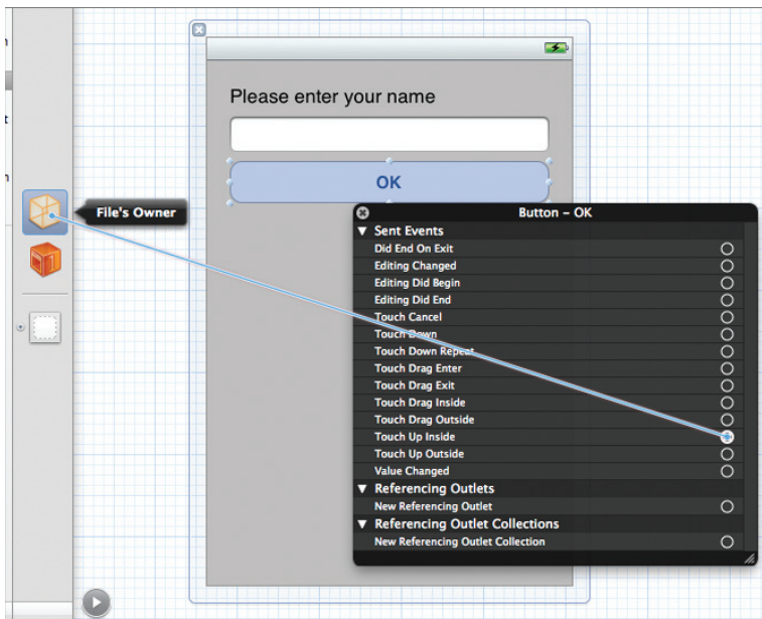 Please enter your name
OK
File's Owner
Button – OK
Sent Events
Did End On Exit
Editing Changed
Editing Did Begin
Editing Did End
Touch Cancel
Touch Down
Touch Down Repeat
Touch Drag Enter
Touch Drag Exit
Touch Drag Inside
Touch Drag Outside
Touch Up Inside
Touch Up Outside
Value Changed
Referencing Outlets
New Referencing Outlet
Referencing Outlet Collections
New Referencing Outlet Collection